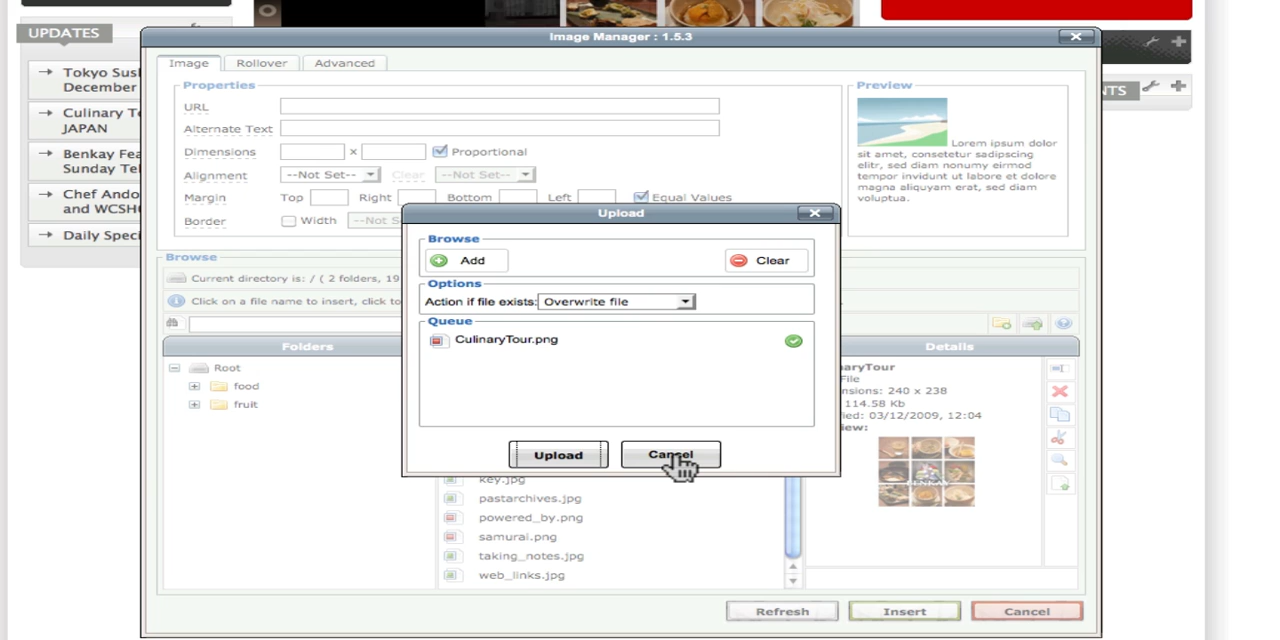 UPDATES
Tokyo Sus
December
Culinary T
JAPAN
Benkay Fea
Sunday Te
Chef Ando
and WCSH
Daily Speci
NTS
Image Manager : 1.5.3
Image
Rollover
Advanced
Properties
URL
Alternate Text
Dimensions
x
Proportional
Alignment
--Not Set--
Clear
--Not Set--
Margin
Top
Right
Bottom
Left
Equal Values
Border
Width
--Not S
Preview
Lorem ipsum dolor
sit amet, consetetur sadipscing
elitr, sed diam nonumy eirmod
tempor invidunt ut labore et dolore
magna aliquyam erat, sed diam
voluptua.
Browse
Current directory is: / ( 2 folders, 19
Click on a file name to insert, click to
Folders
Root
food
fruit
Upload
Browse
Add
Clear
Options
Action if file exists:
Overwrite file
Queue
CulinaryTour.png
Upload
Cancel
key.jpg
pastarchives.jpg
powered_by.png
samurai.png
taking_notes.jpg
web_links.jpg
Details
naryTour
File
nsions: 240 x 238
114.58 Kb
ied: 03/12/2009, 12:04
iew:
BENKAY
Refresh
Insert
Cancel